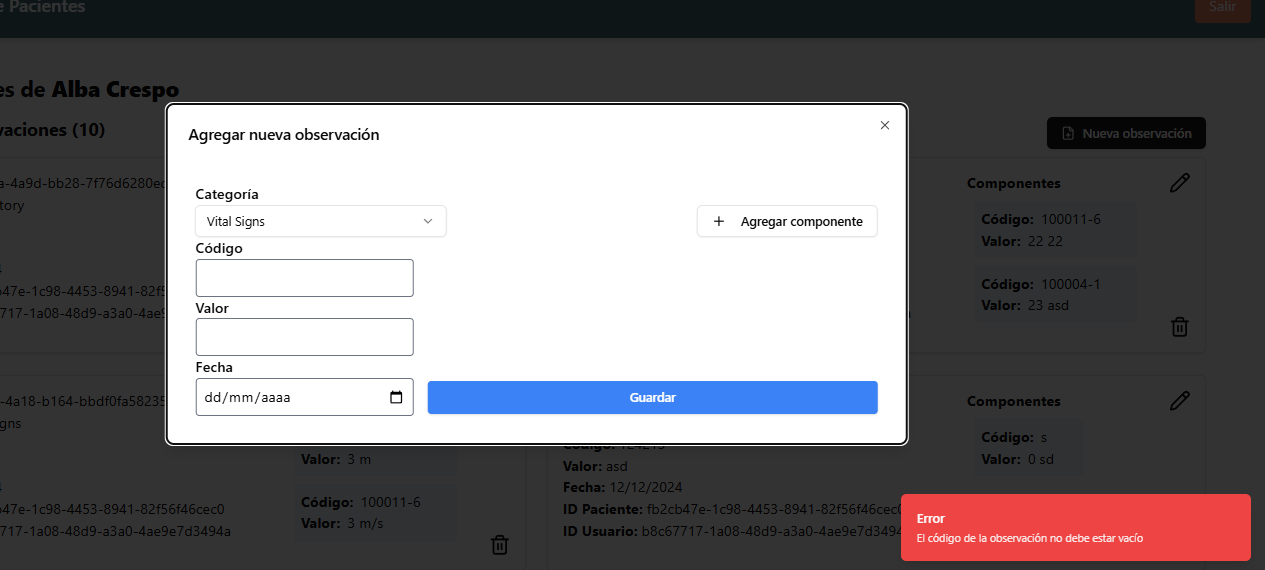 e Pacientes
Salir
es de Alba Crespo
vaciones (10)
Nueva observación
Agregar nueva observación
Categoría
Vital Signs
Agregar componente
Código
Valor
Fecha
dd/mm/aaaa
Guardar
a-4a9d-bb28-7f76d6280ec
tory
b47e-1c98-4453-8941-82f5
717-1a08-48d9-a3a0-4ae9
Componentes
Código: 100011-6
Valor: 22 22
Código: 100004-1
Valor: 23 asd
-4a18-b164-bbdf0fa58235
gns
Valor: 3 m
Código: 100011-6
Valor: 3 m/s
b47e-1c98-4453-8941-82f56f46cec0
717-1a08-48d9-a3a0-4ae9e7d3494a
Valor: asd
Fecha: 12/12/2024
ID Paciente: fb2cb47e-1c98-4453-8941-82f56f46cec0
ID Usuario: b8c67717-1a08-48d9-a3a0-4ae9e7d3494
Componentes
Código: s
Valor: 0 sd
Error
El código de la observación no debe estar vacío